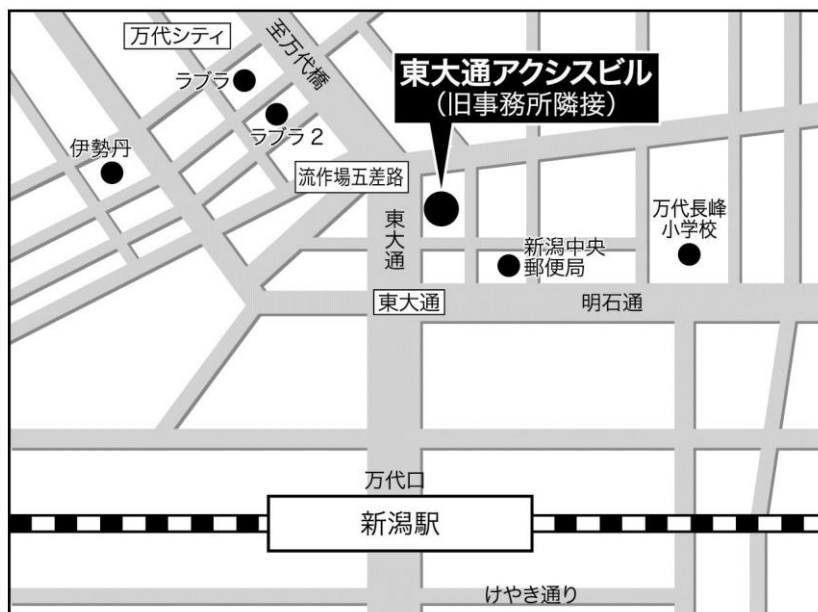 万代シティ
至万代橋
ラブラ
ラブラ2
伊勢丹
東大通アクシスビル
（旧事務所隣接）
流作場五差路
東大通
万代長峰
小学校
新潟中央
郵便局
東大通
明石通
万代口
新潟駅
けやき通り